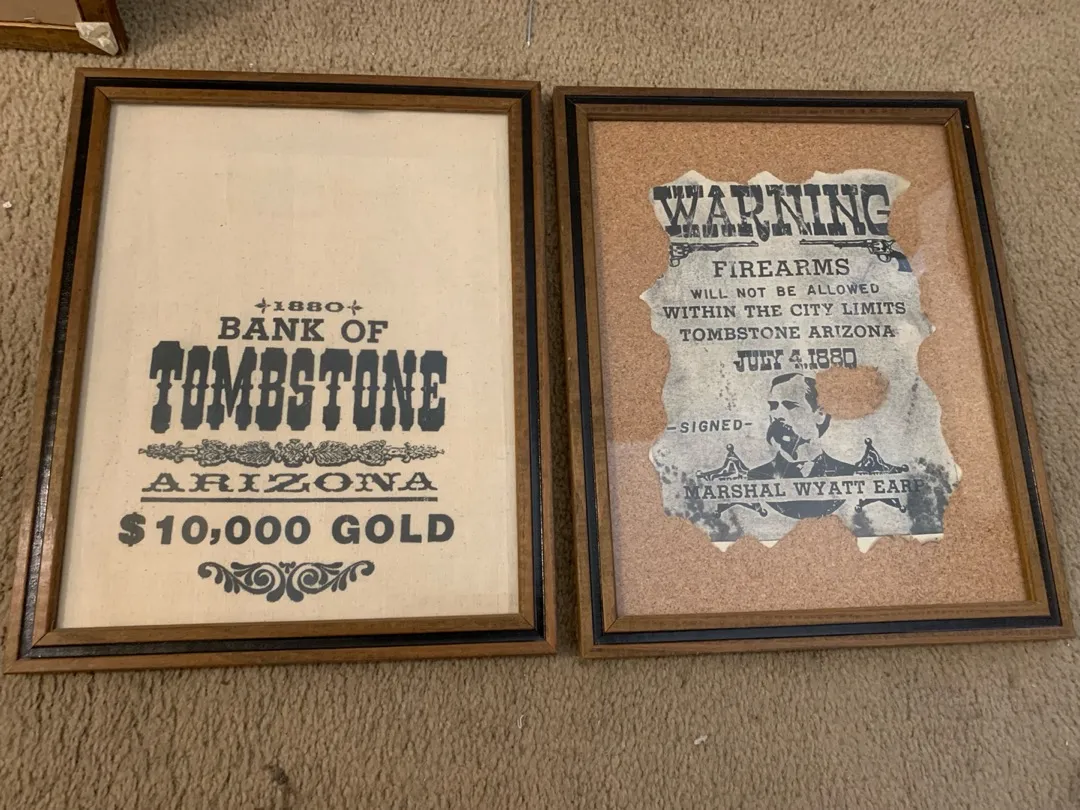 1880
BANK OF
TOMBSTONE
ARIZONA
$10,000 GOLD
WARNING
FIREARMS
WILL NOT BE ALLOWED
WITHIN THE CITY LIMITS
TOMBSTONE ARIZONA
JULY 4, 1880
-SIGNED-
MARSHAL WYATT EARP